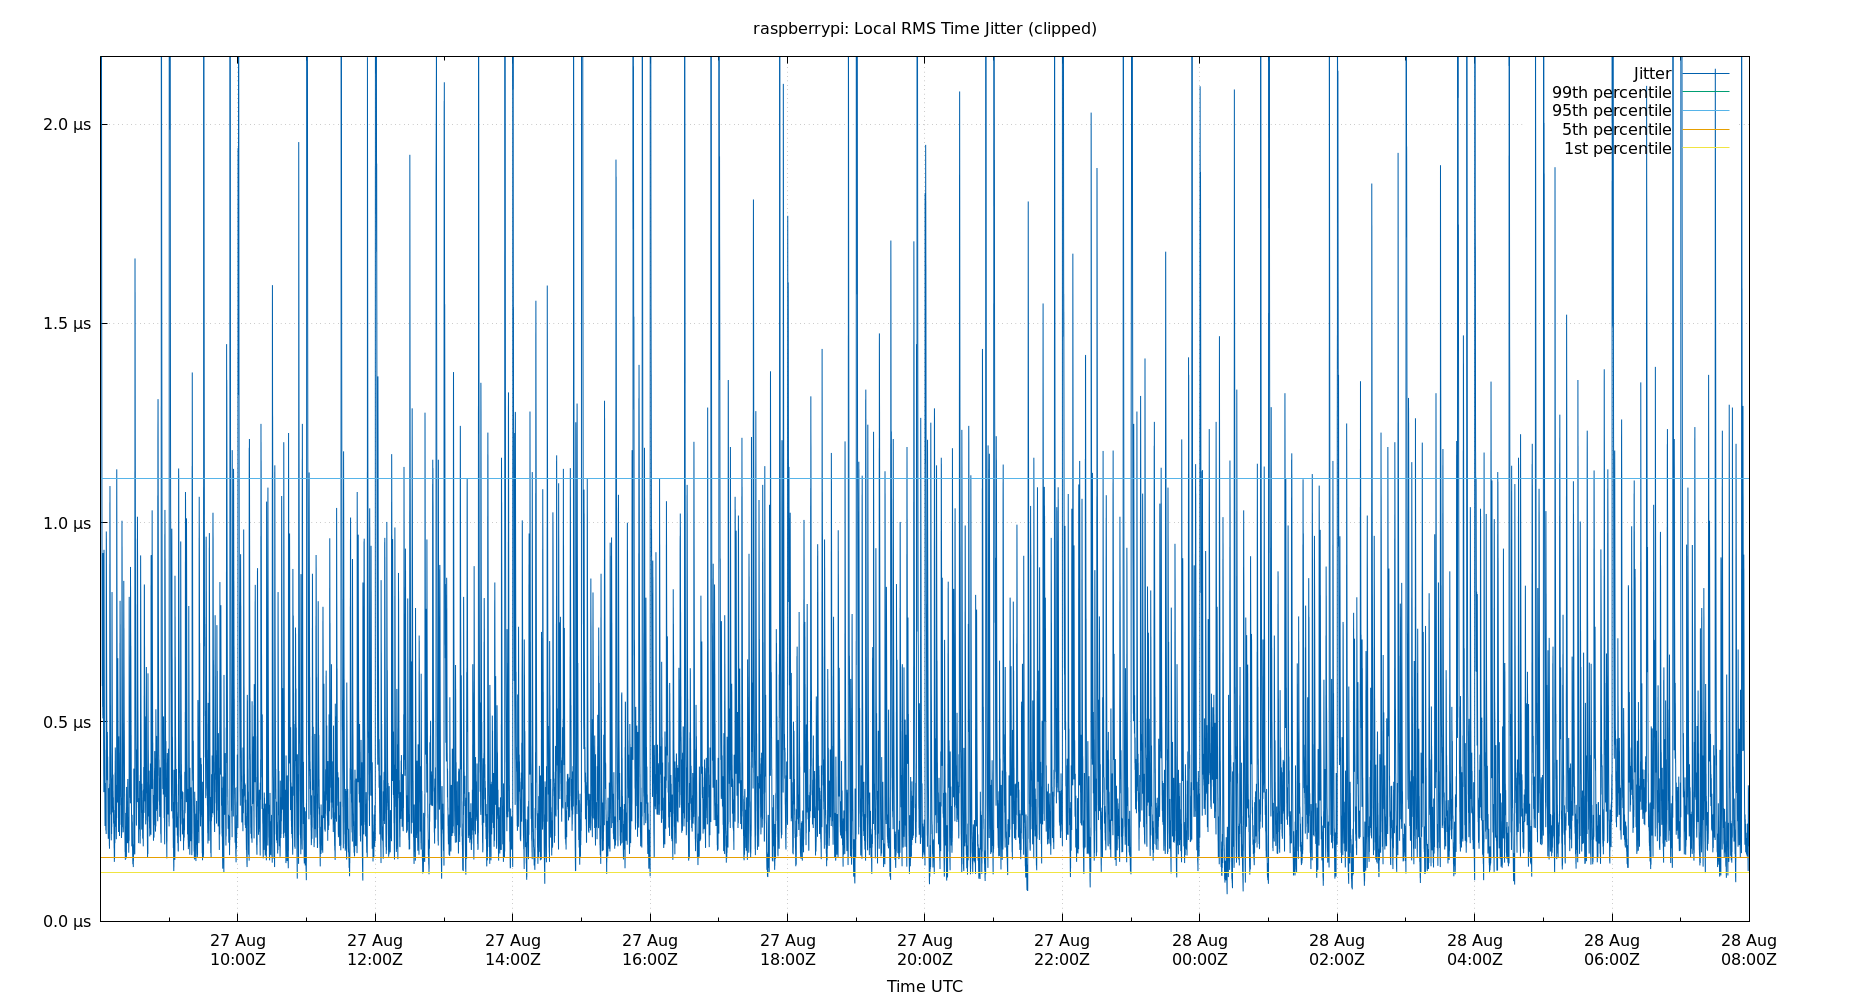 raspberrypi: Local RMS Time Jitter (clipped)
Jitter
99th percentile
95th percentile
5th percentile
1st percentile
2.0 µs
1.5 µs
1.0 µs
0.5 µs
0.0 µs
27 Aug 27 Aug 27 Aug 27 Aug 27 Aug 27 Aug 27 Aug 28 Aug 28 Aug 28 Aug 28 Aug 28 Aug
10:00Z 12:00Z 14:00Z 16:00Z 18:00Z 20:00Z 22:00Z 00:00Z 02:00Z 04:00Z 06:00Z 08:00Z
Time UTC